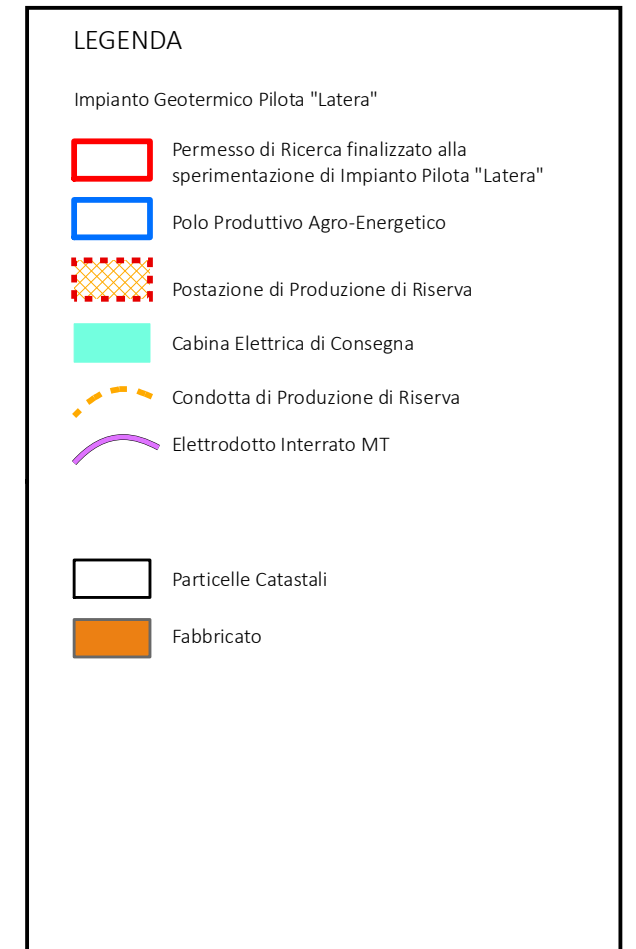 LEGENDA
Impianto Geotermico Pilota "Latera"
Permesso di Ricerca finalizzato alla
sperimentazione di Impianto Pilota "Latera"
Polo Produttivo Agro-Energetico
Postazione di Produzione di Riserva
Cabina Elettrica di Consegna
Condotta di Produzione di Riserva
Elettrodotto Interrato MT
Particelle Catastali
Fabbricato